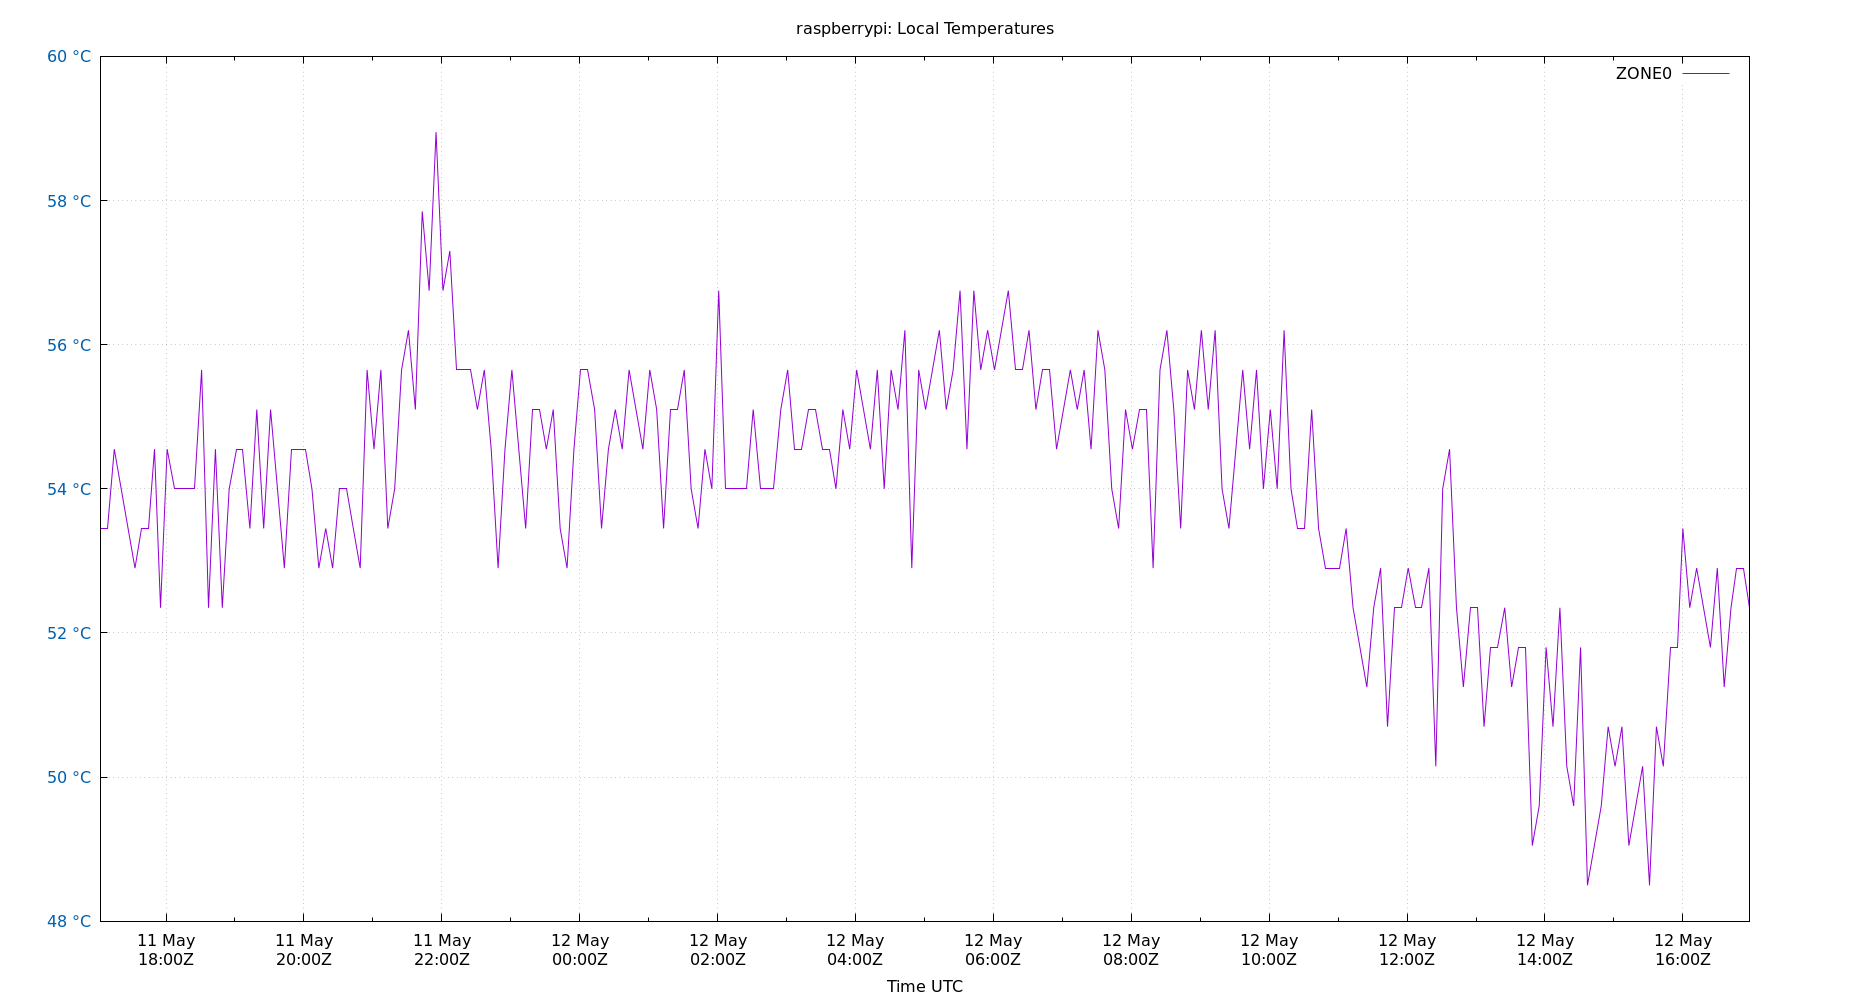 raspberrypi: Local Temperatures
60 °C
ZONE0
58 °C
56 °C
54 °C
52 °C
50 °C
48 °C
11 May 11 May 11 May 12 May 12 May 12 May 12 May 12 May 12 May 12 May 12 May 12 May
18:00Z 20:00Z 22:00Z 00:00Z 02:00Z 04:00Z 06:00Z 08:00Z 10:00Z 12:00Z 14:00Z 16:00Z
Time UTC